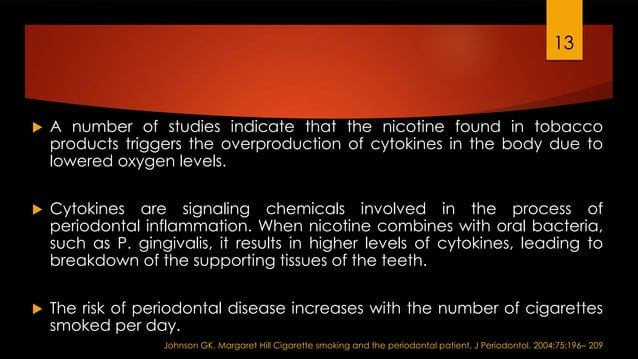 13
A number of studies indicate that the nicotine found in tobacco
products triggers the overproduction of cytokines in the body due to
lowered oxygen levels.
Cytokines are signaling chemicals involved in the process of
periodontal inflammation. When nicotine combines with oral bacteria,
such as P. gingivalis, it results in higher levels of cytokines, leading to
breakdown of the supporting tissues of the teeth.
The risk of periodontal disease increases with the number of cigarettes
smoked per day.
Johnson GK. Margaret Hill Cigarette smoking and the periodontal patient. J Periodontol. 2004;75:196– 209